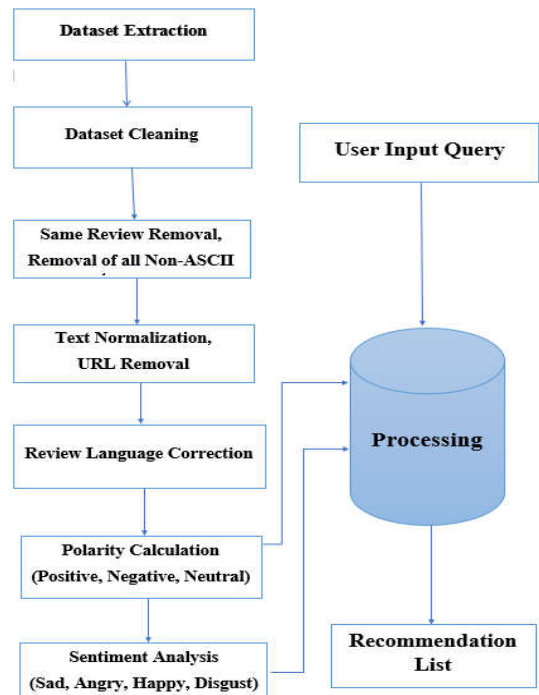 Dataset Extraction
Dataset Cleaning
Same Review Removal,
Removal of all Non-ASCII
Text Normalization,
URL Removal
Review Language Correction
Polarity Calculation
(Positive, Negative, Neutral)
Sentiment Analysis
(Sad, Angry, Happy, Disgust)
User Input Query
Processing
Recommendation
List